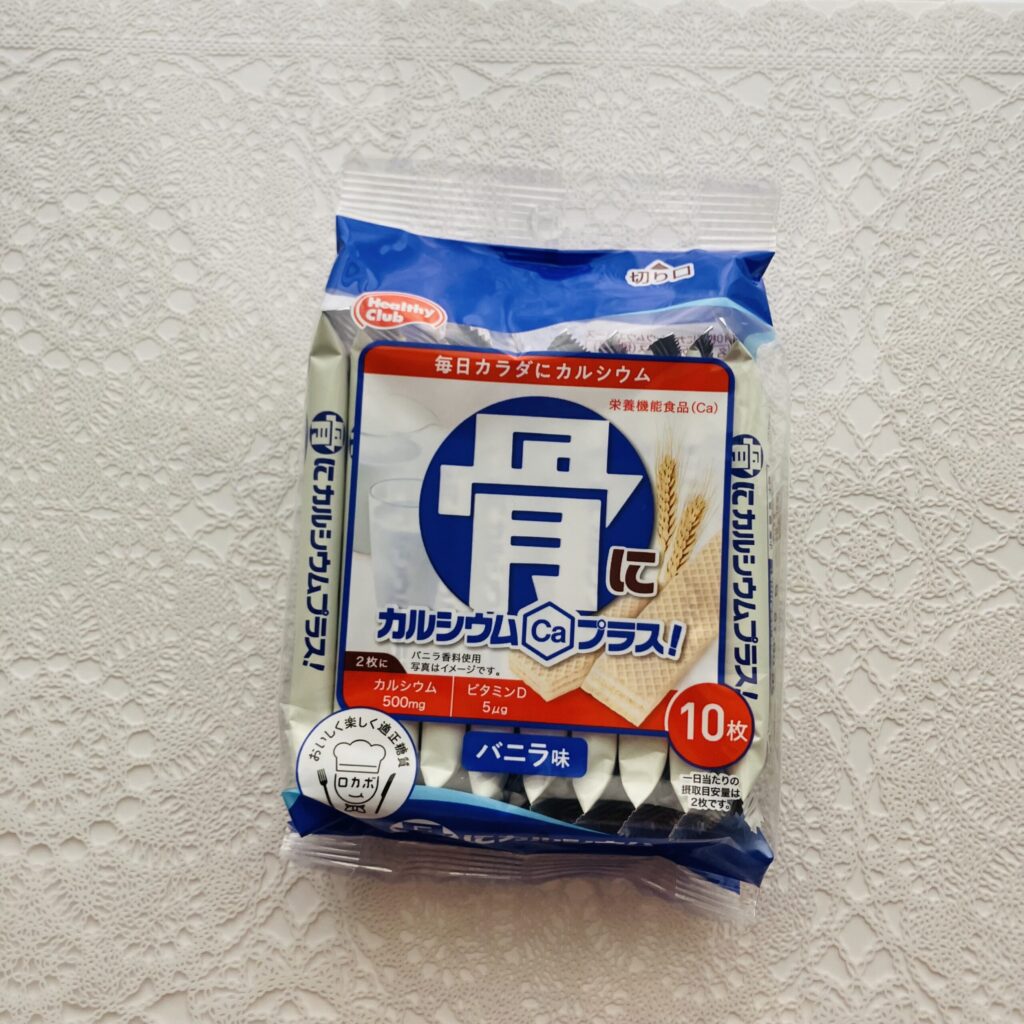 切り口
Healthy
Club
毎日カラダにカルシウム
栄養機能食品(Ca)
骨に
カルシウムCaプラス!
バニラ香料使用
写真はイメージです。
2枚に
カルシウム
500mg
ビタミンD
5μg
10枚
バニラ味
一日当たりの
摂取目安量は
2枚です。
おいしく楽しく適正糖質
ロカボ
骨にカルシウムプラス!
骨にカルシウムプラス!